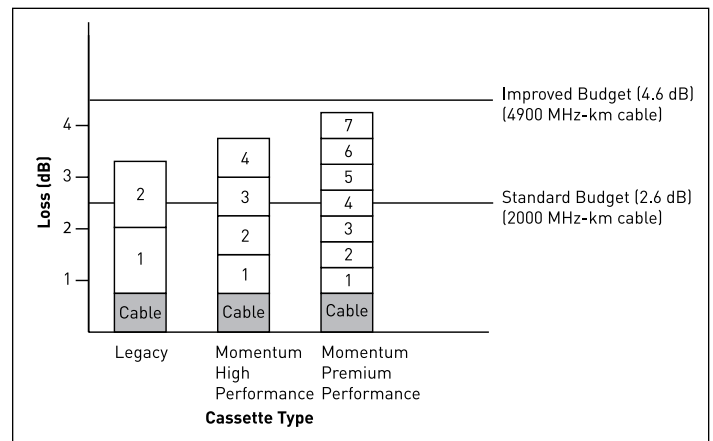 Improved Budget (4.6 dB)
(4900 MHz-km cable)
Standard Budget (2.6 dB)
(2000 MHz-km cable)
Loss (dB)
4
3
2
1
2
1
Cable
4
3
2
1
Cable
7
6
5
4
3
2
1
Cable
Legacy
Momentum
High
Performance
Momentum
Premium
Performance
Cassette Type